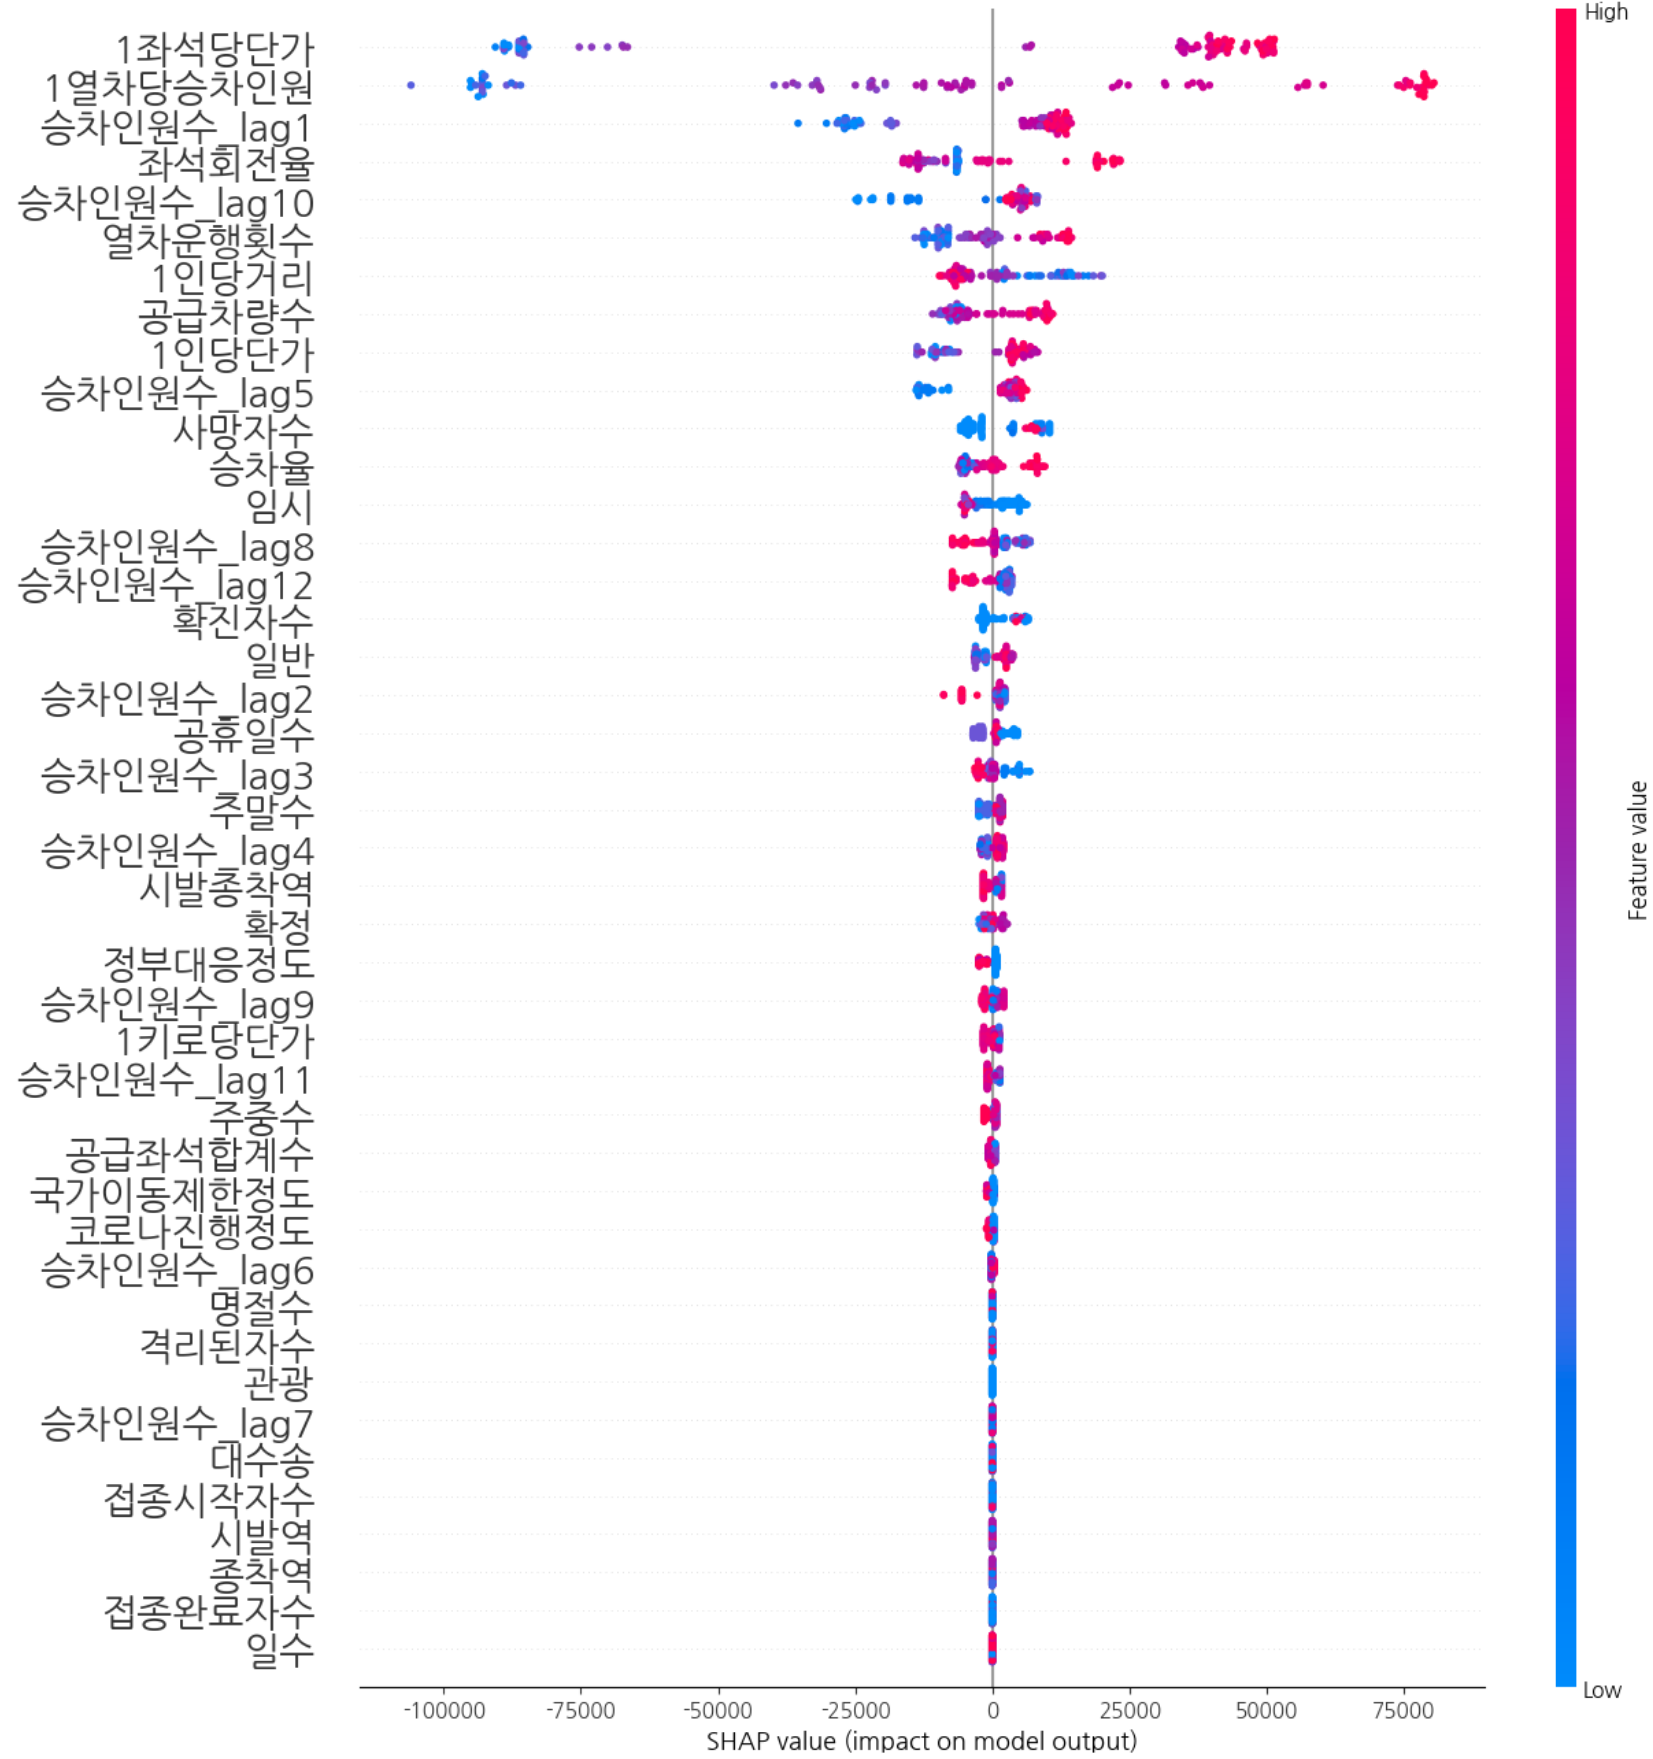 High
1좌석당단가
1열차당승차인원
승차인원수_lag1
좌석회전율
승차인원수_lag10
열차운행횟수
1인당거리
공급차량수
1인당단가
승차인원수_lag5
사망자수
승차율
임시
승차인원수_lag8
승차인원수_lag12
확진자수
일반
승차인원수_lag2
공휴일수
승차인원수_lag3
주말수
승차인원수_lag4
시발종착역
확정
정부대응정도
승차인원수_lag9
1키로당단가
승차인원수_lag11
주중수
공급좌석합계수
국가이동제한정도
코로나진행정도
승차인원수_lag6
명절수
격리된자수
관광
승차인원수_lag7
대수송
접종시작자수
시발역
종착역
접종완료자수
일수
Feature value
Low
-100000 -75000 -50000 -25000 0 25000 50000 75000
SHAP value (impact on model output)